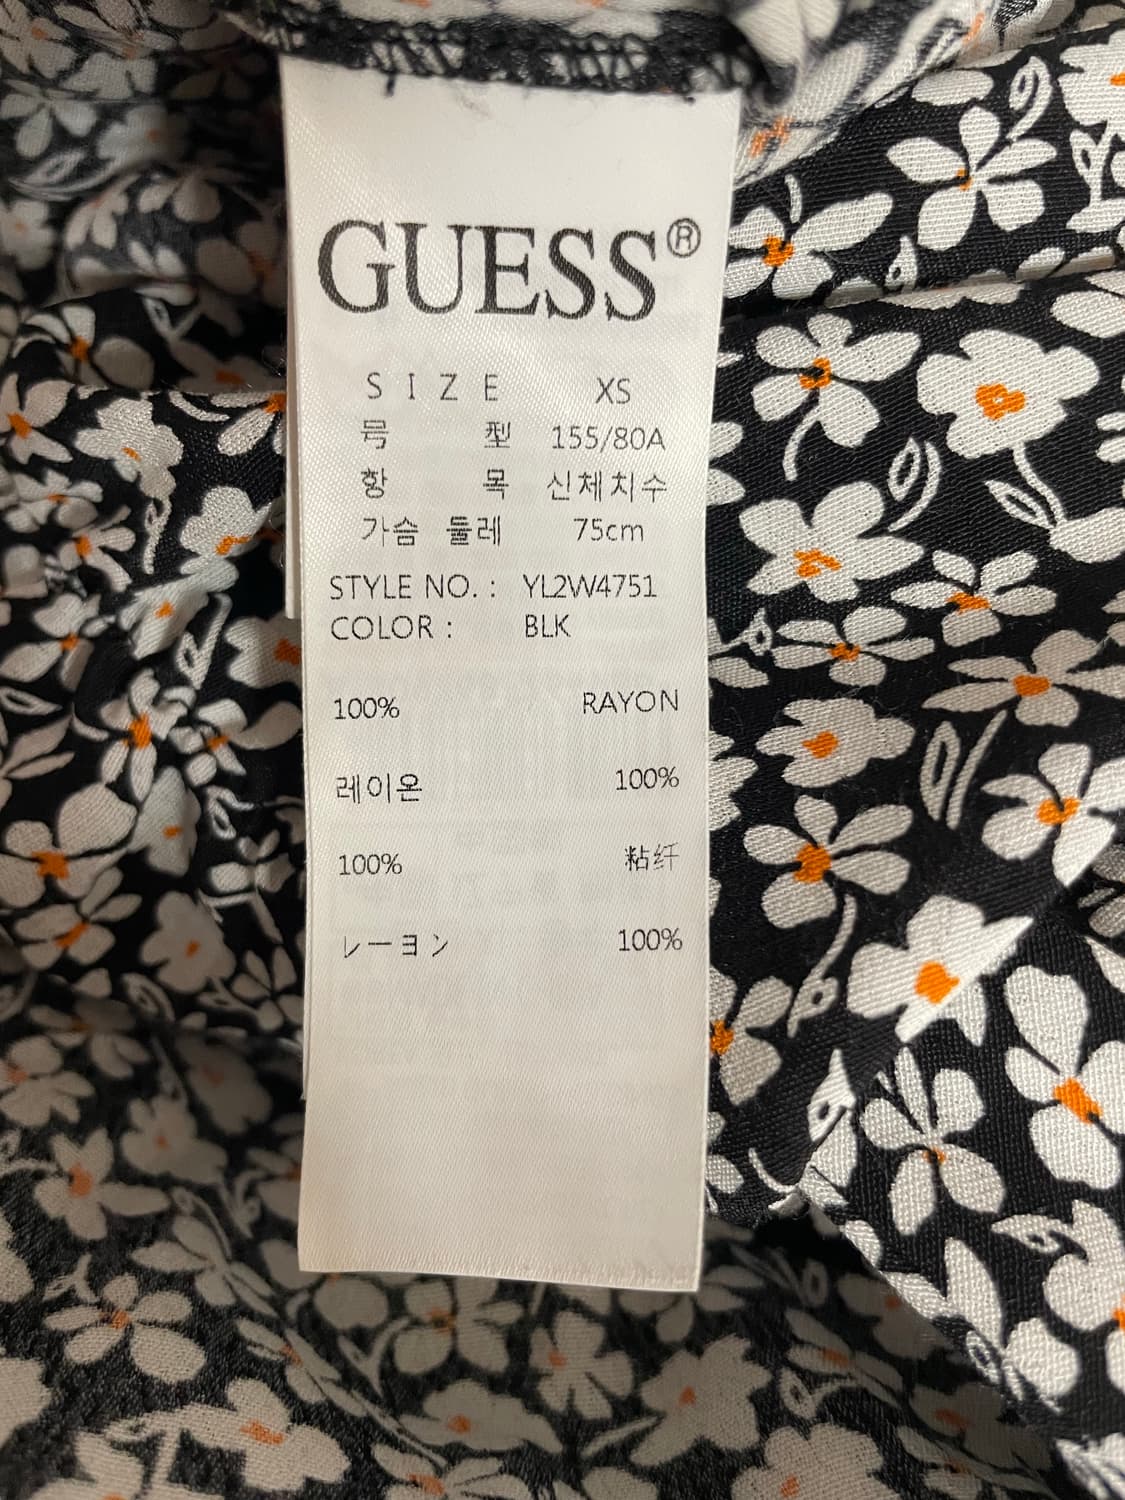 GUESS®
SIZE XS
号型 155/80A
항목 신체치수
가슴 둘레 75cm
STYLE NO. : YL2W4751
COLOR : BLK
100% RAYON
레이온 100%
100% 粘纤
レーヨン 100%